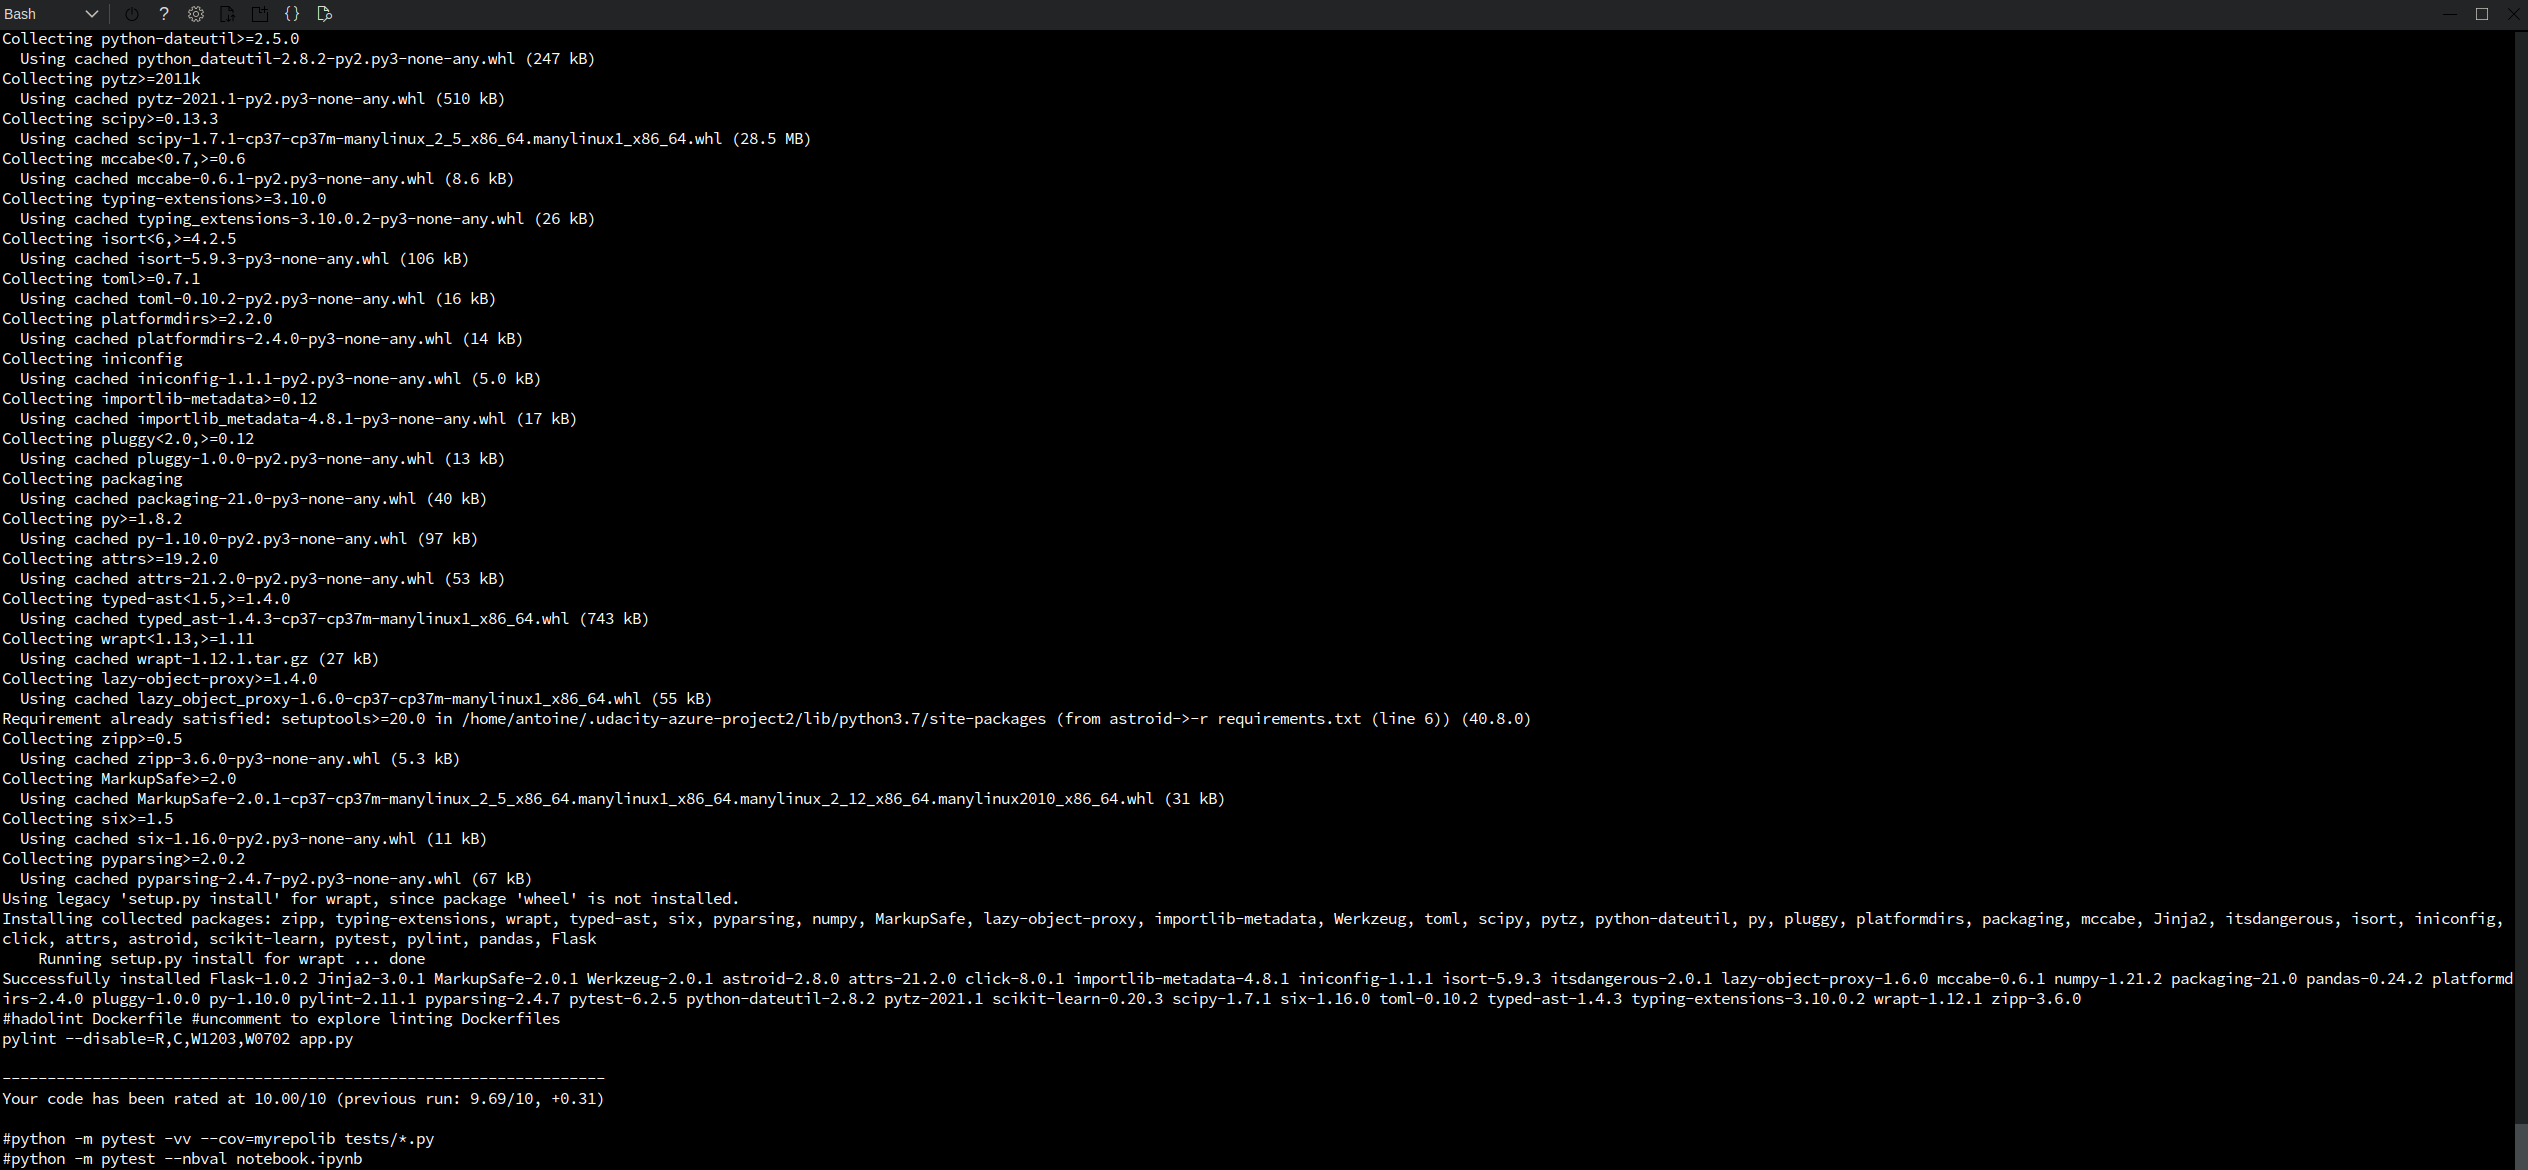 Bash
?
{}
Collecting python-dateutil>=2.5.0
  Using cached python_dateutil-2.8.2-py2.py3-none-any.whl (247 kB)
Collecting pytz>=2011k
  Using cached pytz-2021.1-py2.py3-none-any.whl (510 kB)
Collecting scipy>=0.13.3
  Using cached scipy-1.7.1-cp37-cp37m-manylinux_2_5_x86_64.manylinux1_x86_64.whl (28.5 MB)
Collecting mccabe<0.7,>=0.6
  Using cached mccabe-0.6.1-py2.py3-none-any.whl (8.6 kB)
Collecting typing-extensions>=3.10.0
  Using cached typing_extensions-3.10.0.2-py3-none-any.whl (26 kB)
Collecting isort<6,>=4.2.5
  Using cached isort-5.9.3-py3-none-any.whl (106 kB)
Collecting toml>=0.7.1
  Using cached toml-0.10.2-py2.py3-none-any.whl (16 kB)
Collecting platformdirs>=2.2.0
  Using cached platformdirs-2.4.0-py3-none-any.whl (14 kB)
Collecting iniconfig
  Using cached iniconfig-1.1.1-py2.py3-none-any.whl (5.0 kB)
Collecting importlib-metadata>=0.12
  Using cached importlib_metadata-4.8.1-py3-none-any.whl (17 kB)
Collecting pluggy<2.0,>=0.12
  Using cached pluggy-1.0.0-py2.py3-none-any.whl (13 kB)
Collecting packaging
  Using cached packaging-21.0-py3-none-any.whl (40 kB)
Collecting py>=1.8.2
  Using cached py-1.10.0-py2.py3-none-any.whl (97 kB)
Collecting attrs>=19.2.0
  Using cached attrs-21.2.0-py2.py3-none-any.whl (53 kB)
Collecting typed-ast<1.5,>=1.4.0
  Using cached typed_ast-1.4.3-cp37-cp37m-manylinux1_x86_64.whl (743 kB)
Collecting wrapt<1.13,>=1.11
  Using cached wrapt-1.12.1.tar.gz (27 kB)
Collecting lazy-object-proxy>=1.4.0
  Using cached lazy_object_proxy-1.6.0-cp37-cp37m-manylinux1_x86_64.whl (55 kB)
Requirement already satisfied: setuptools>=20.0 in /home/antoine/.udacity-azure-project2/lib/python3.7/site-packages (from astroid->-r requirements.txt (line 6)) (40.8.0)
Collecting zipp>=0.5
  Using cached zipp-3.6.0-py3-none-any.whl (5.3 kB)
Collecting MarkupSafe>=2.0
  Using cached MarkupSafe-2.0.1-cp37-cp37m-manylinux_2_5_x86_64.manylinux1_x86_64.manylinux_2_12_x86_64.manylinux2010_x86_64.whl (31 kB)
Collecting six>=1.5
  Using cached six-1.16.0-py2.py3-none-any.whl (11 kB)
Collecting pyparsing>=2.0.2
  Using cached pyparsing-2.4.7-py2.py3-none-any.whl (67 kB)
Using legacy 'setup.py install' for wrapt, since package 'wheel' is not installed.
Installing collected packages: zipp, typing-extensions, wrapt, typed-ast, six, pyparsing, numpy, MarkupSafe, lazy-object-proxy, importlib-metadata, Werkzeug, toml, scipy, pytz, python-dateutil, py, pluggy, platformdirs, packaging, mccabe, Jinja2, itsdangerous, isort, iniconfig,
click, attrs, astroid, scikit-learn, pytest, pylint, pandas, Flask
    Running setup.py install for wrapt ... done
Successfully installed Flask-1.0.2 Jinja2-3.0.1 MarkupSafe-2.0.1 Werkzeug-2.0.1 astroid-2.8.0 attrs-21.2.0 click-8.0.1 importlib-metadata-4.8.1 iniconfig-1.1.1 isort-5.9.3 itsdangerous-2.0.1 lazy-object-proxy-1.6.0 mccabe-0.6.1 numpy-1.21.2 packaging-21.0 pandas-0.24.2 platformd
irs-2.4.0 pluggy-1.0.0 py-1.10.0 pylint-2.11.1 pyparsing-2.4.7 pytest-6.2.5 python-dateutil-2.8.2 pytz-2021.1 scikit-learn-0.20.3 scipy-1.7.1 six-1.16.0 toml-0.10.2 typed-ast-1.4.3 typing-extensions-3.10.0.2 wrapt-1.12.1 zipp-3.6.0
#hadolint Dockerfile #uncomment to explore linting Dockerfiles
pylint --disable=R,C,W1203,W0702 app.py
-------------------------------------------------------------------
Your code has been rated at 10.00/10 (previous run: 9.69/10, +0.31)
#python -m pytest -vv --cov=myrepolib tests/*.py
#python -m pytest --nbval notebook.ipynb